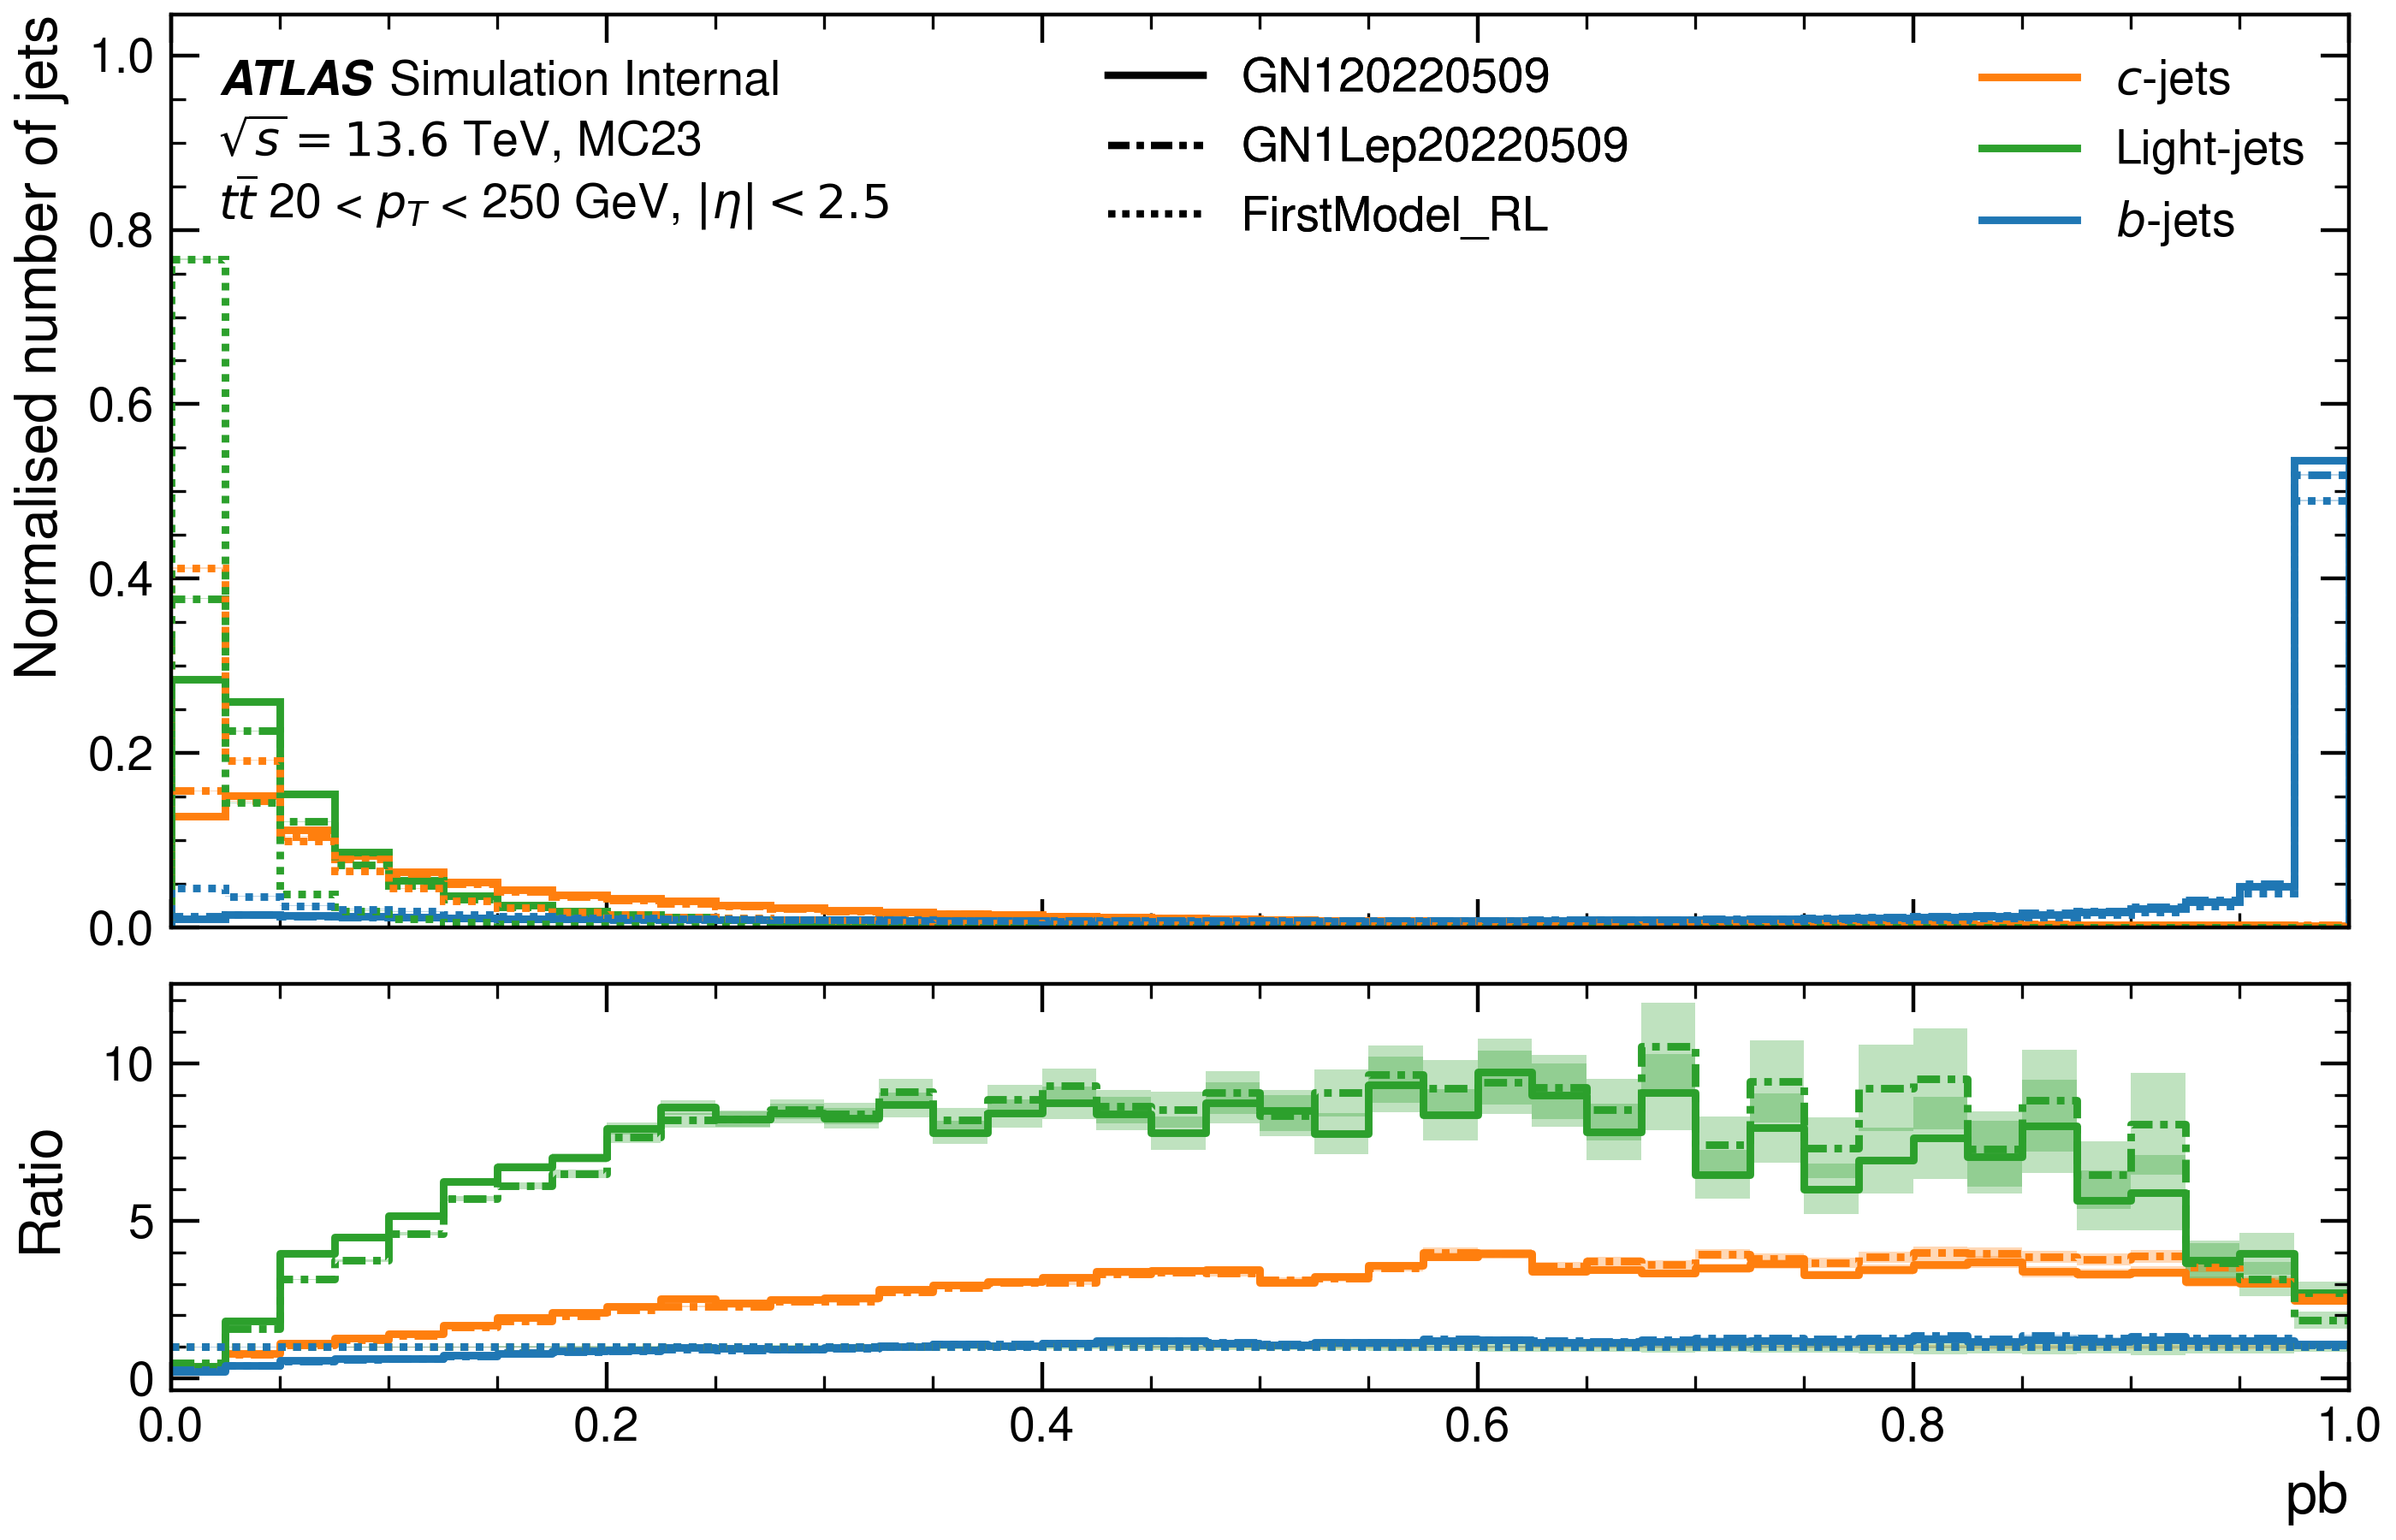 Normalised number of jets
1.0
0.8
0.6
0.4
0.2
0.0
ATLAS Simulation Internal
√s = 13.6 TeV, MC23
tt̄ 20 < pT < 250 GeV, |η| < 2.5
GN120220509
GN1Lep20220509
FirstModel_RL
c-jets
Light-jets
b-jets
Ratio
10
5
0
0.0 0.2 0.4 0.6 0.8 1.0
pb